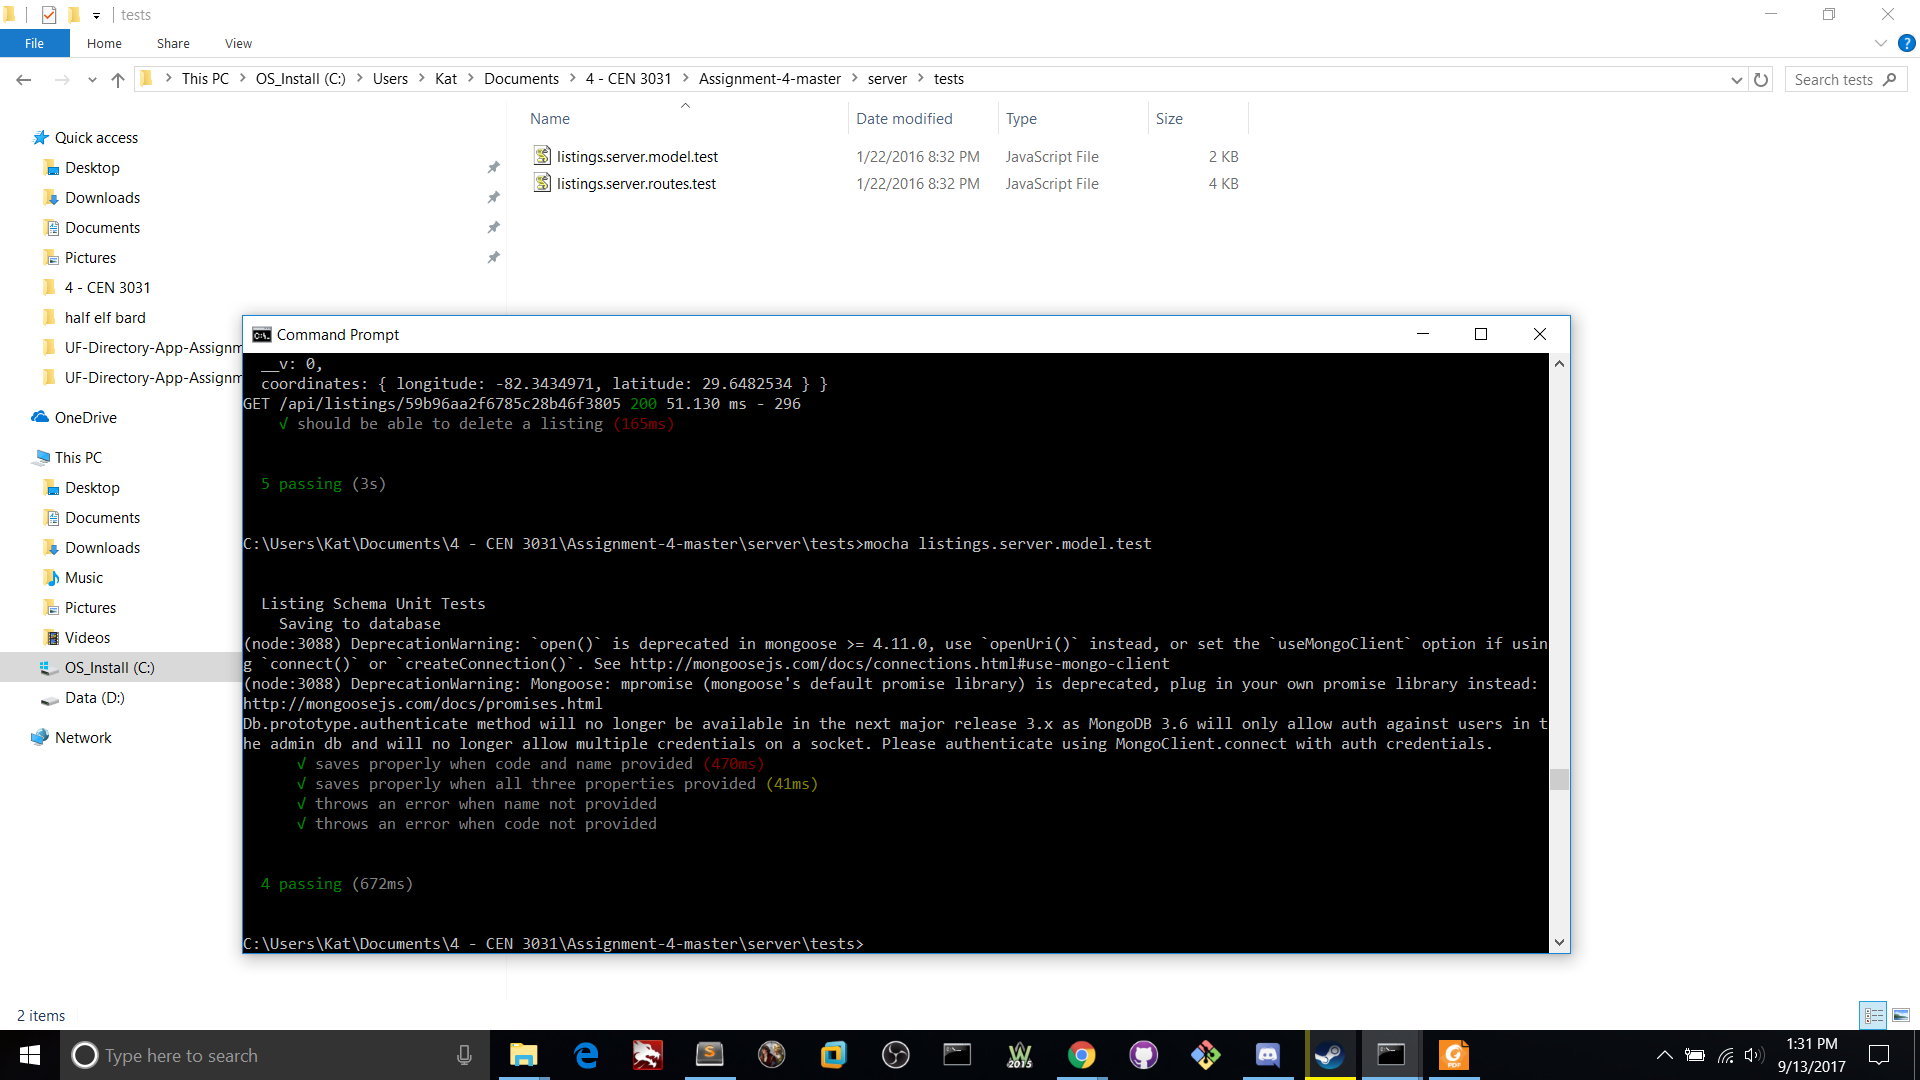 tests
File Home Share View
This PC OS_Install (C:) Users Kat Documents 4 - CEN 3031 Assignment-4-master server tests
Search tests
Name Date modified Type Size
listings.server.model.test 1/22/2016 8:32 PM JavaScript File 2 KB
listings.server.routes.test 1/22/2016 8:32 PM JavaScript File 4 KB
Quick access
Desktop
Downloads
Documents
Pictures
4 - CEN 3031
half elf bard
UF-Directory-App-Assignm
UF-Directory-App-Assignm
OneDrive
This PC
Desktop
Documents
Downloads
Music
Pictures
Videos
OS_Install (C:)
Data (D:)
Network
Command Prompt
__v: 0,
coordinates: { longitude: -82.3434971, latitude: 29.6482534 } }
GET /api/listings/59b96aa2f6785c28b46f3805 200 51.130 ms - 296
√ should be able to delete a listing (165ms)
5 passing (3s)
C:\Users\Kat\Documents\4 - CEN 3031\Assignment-4-master\server\tests>mocha listings.server.model.test
Listing Schema Unit Tests
Saving to database
(node:3088) DeprecationWarning: `open()` is deprecated in mongoose >= 4.11.0, use `openUri()` instead, or set the `useMongoClient` option if usin
g `connect()` or `createConnection()`. See http://mongoosejs.com/docs/connections.html#use-mongo-client
(node:3088) DeprecationWarning: Mongoose: mpromise (mongoose's default promise library) is deprecated, plug in your own promise library instead:
http://mongoosejs.com/docs/promises.html
Db.prototype.authenticate method will no longer be available in the next major release 3.x as MongoDB 3.6 will only allow auth against users in t
he admin db and will no longer allow multiple credentials on a socket. Please authenticate using MongoClient.connect with auth credentials.
√ saves properly when code and name provided (470ms)
√ saves properly when all three properties provided (41ms)
√ throws an error when name not provided
√ throws an error when code not provided
4 passing (672ms)
C:\Users\Kat\Documents\4 - CEN 3031\Assignment-4-master\server\tests>
2 items
Type here to search
W 2015
PDF
1:31 PM
9/13/2017